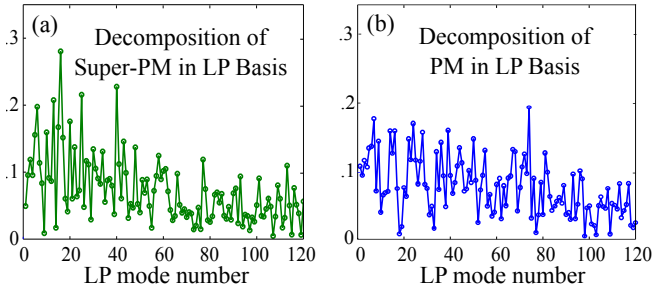 (a)
Decomposition of
Super-PM in LP Basis
.3
.2
.1
0
0 20 40 60 80 100 120
LP mode number
(b)
Decomposition of
PM in LP Basis
.3
.2
.1
0
0 20 40 60 80 100 120
LP mode number